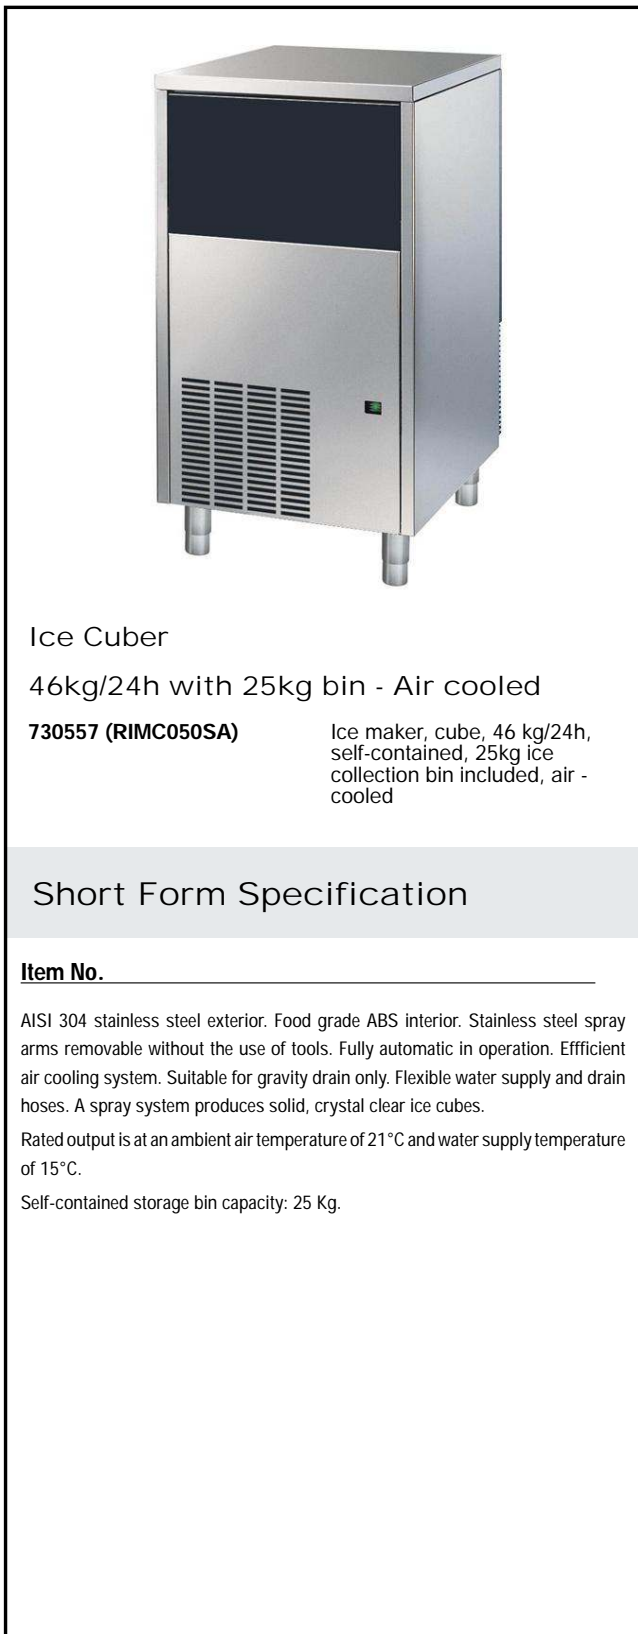 Ice Cuber
46kg/24h with 25kg bin - Air cooled
730557 (RIMC050SA)
Ice maker, cube, 46 kg/24h,
self-contained, 25kg ice
collection bin included, air -
cooled
Short Form Specification
Item No.
AISI 304 stainless steel exterior. Food grade ABS interior. Stainless steel spray
arms removable without the use of tools. Fully automatic in operation. Effficient
air cooling system. Suitable for gravity drain only. Flexible water supply and drain
hoses. A spray system produces solid, crystal clear ice cubes.
Rated output is at an ambient air temperature of 21°C and water supply temperature
of 15°C.
Self-contained storage bin capacity: 25 Kg.